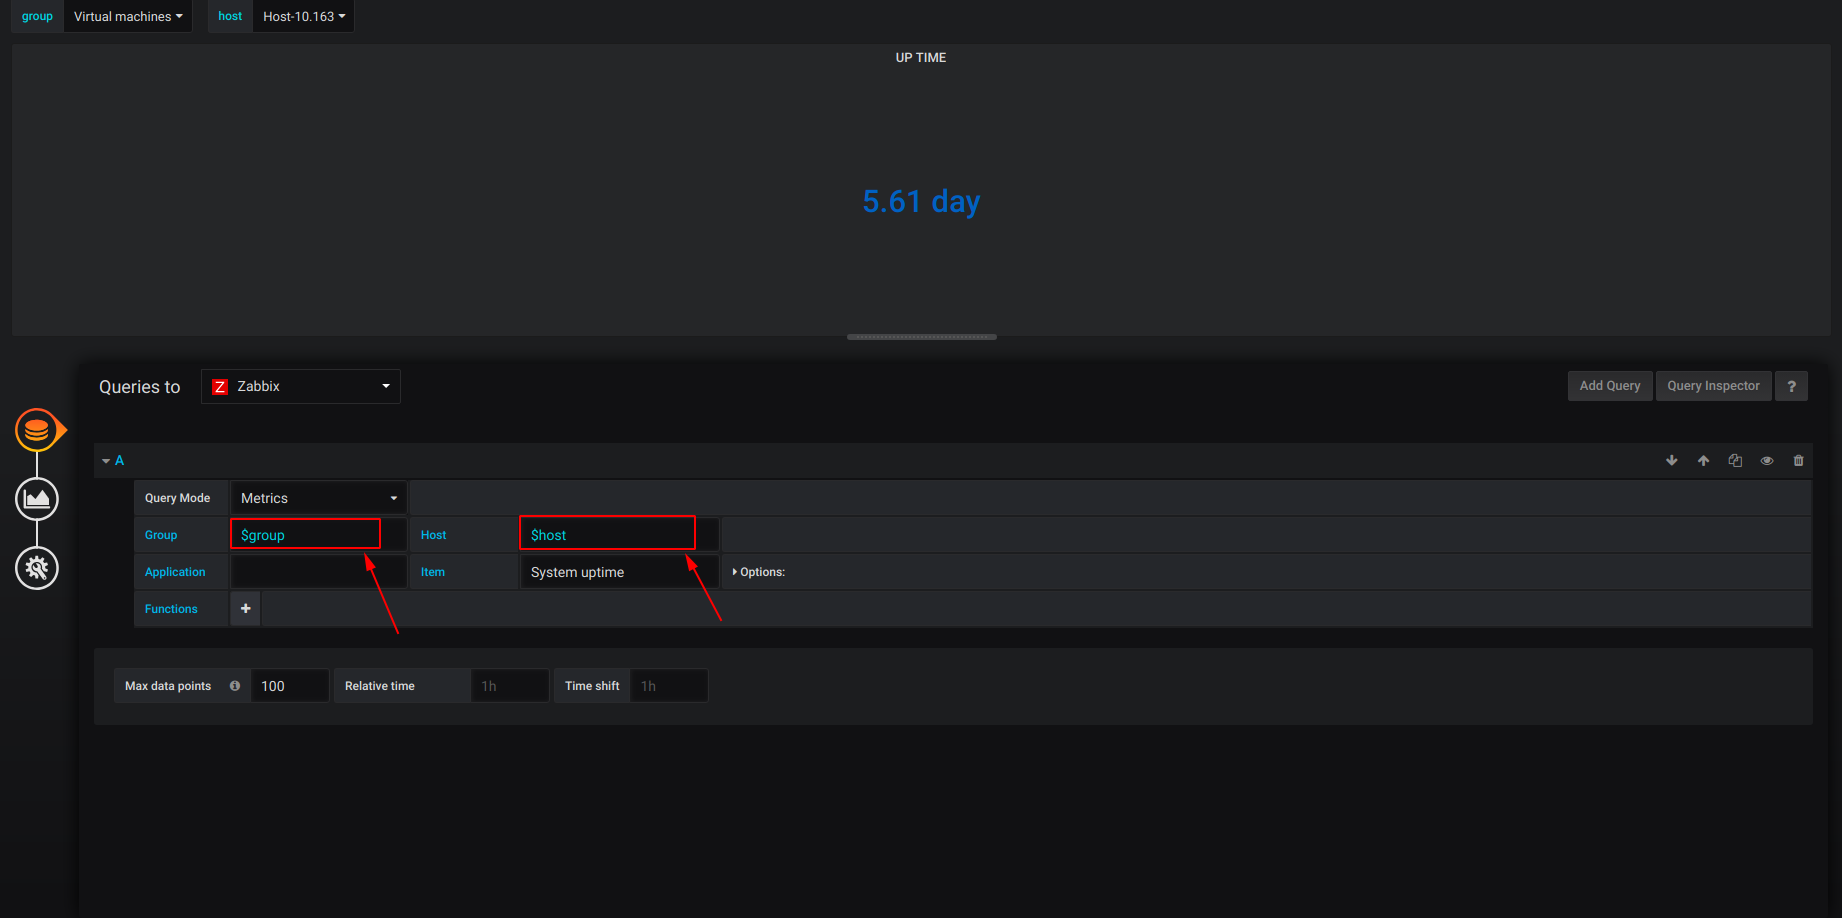 group Virtual machines host Host-10.163
UP TIME
5.61 day
Queries to Z Zabbix Add Query Query Inspector ?
A
Query Mode Metrics
Group $group Host $host
Application Item System uptime Options:
Functions +
Max data points 100 Relative time 1h Time shift 1h